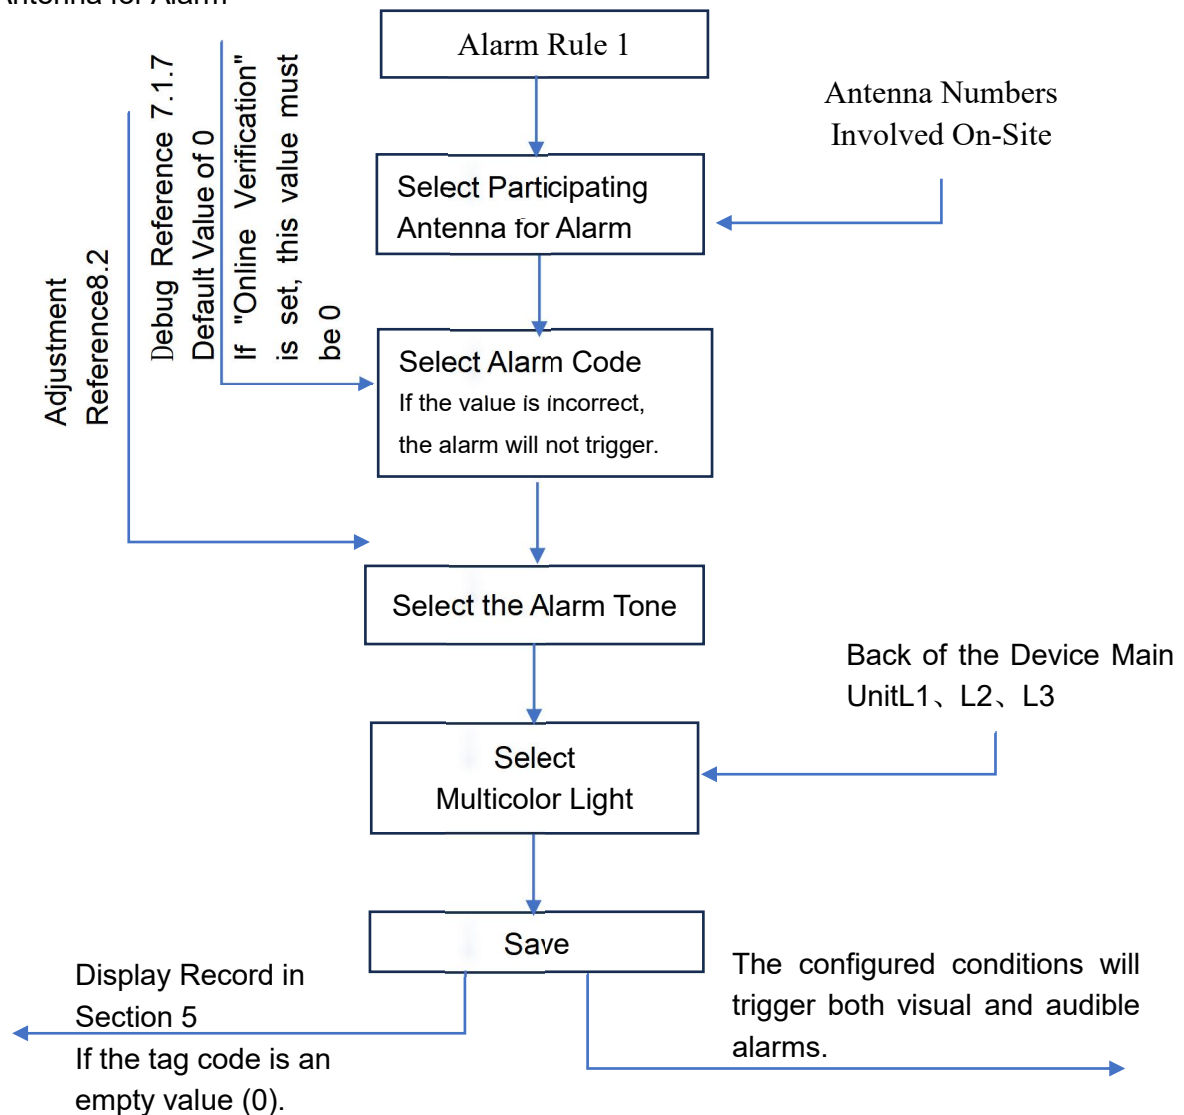 Antenna for Alarm
Alarm Rule 1
Antenna Numbers
Involved On-Site
Select Participating
Antenna for Alarm
Debug Reference 7.1.7
Default Value of 0
If "Online Verification"
is set, this value must
be 0
Adjustment
Reference8.2
Select Alarm Code
If the value is incorrect,
the alarm will not trigger.
Select the Alarm Tone
Back of the Device Main
UnitL1、L2、L3
Select
Multicolor Light
Save
Display Record in
Section 5
If the tag code is an
empty value (0).
The configured conditions will
trigger both visual and audible
alarms.